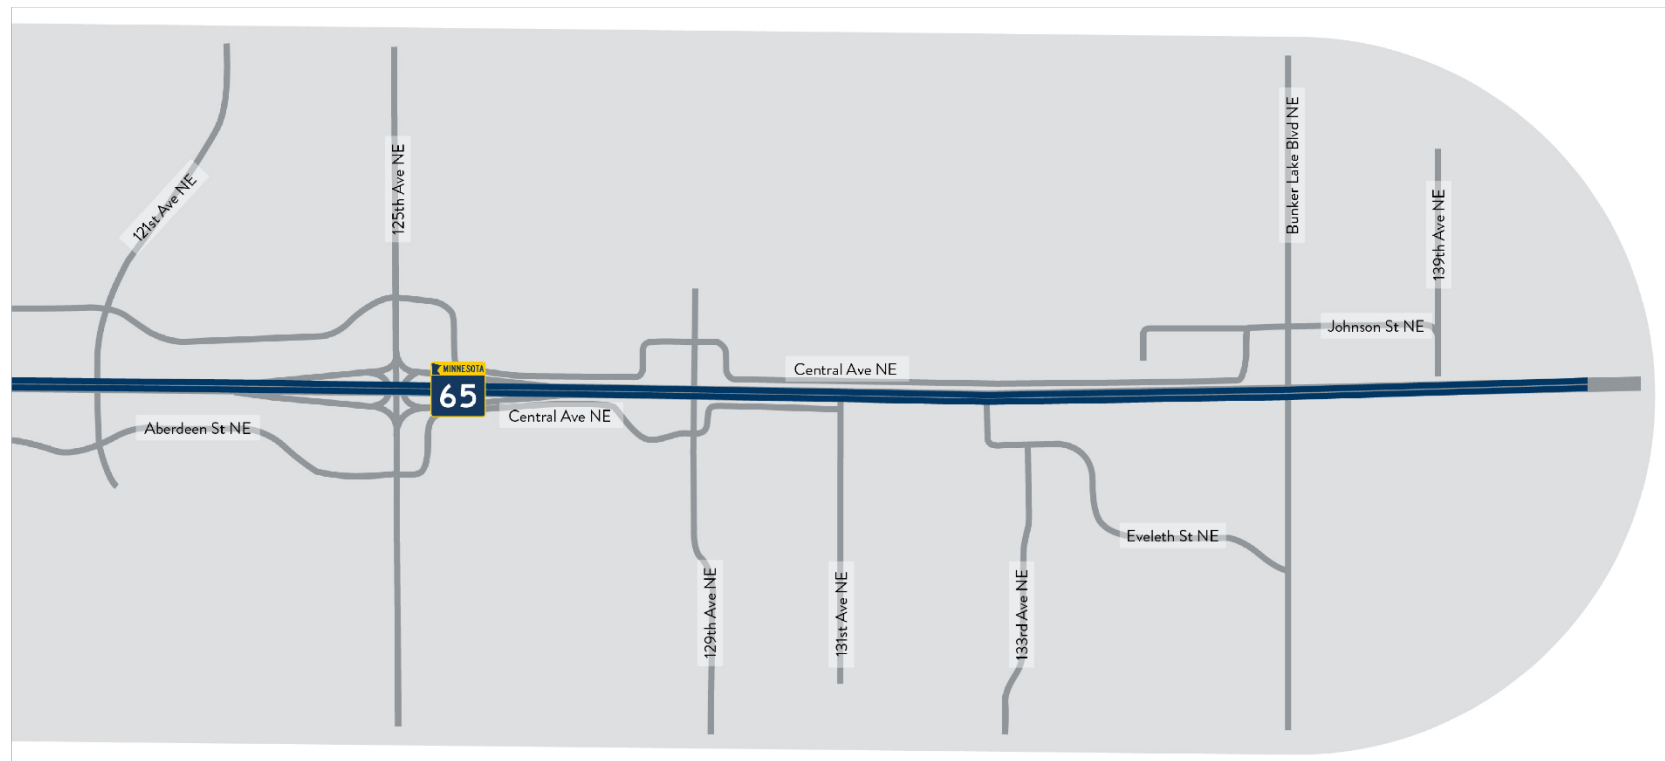 121st Ave NE
125th Ave NE
Bunker Lake Blvd NE
139th Ave NE
Johnson St NE
MINNESOTA
65
Central Ave NE
Central Ave NE
Aberdeen St NE
Eveleth St NE
129th Ave NE
131st Ave NE
133rd Ave NE